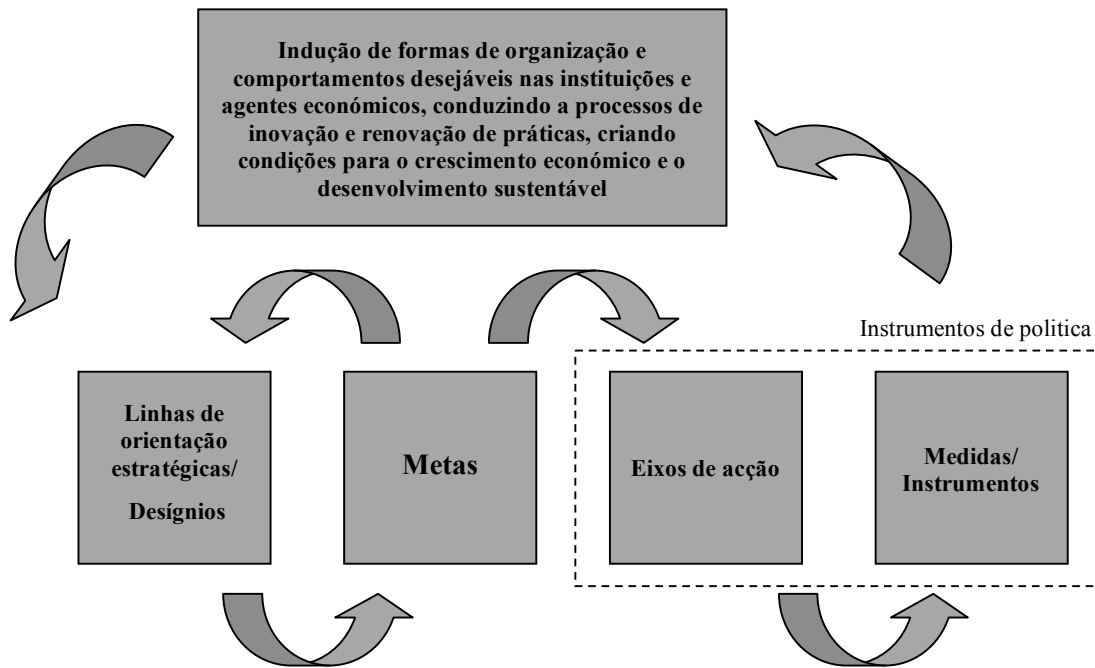 Indução de formas de organização e
comportamentos desejáveis nas instituições e
agentes económicos, conduzindo a processos de
inovação e renovação de práticas, criando
condições para o crescimento económico e o
desenvolvimento sustentável
Instrumentos de politica
Linhas de
orientação
estratégicas/
Desígnios
Metas
Eixos de acção
Medidas/
Instrumentos